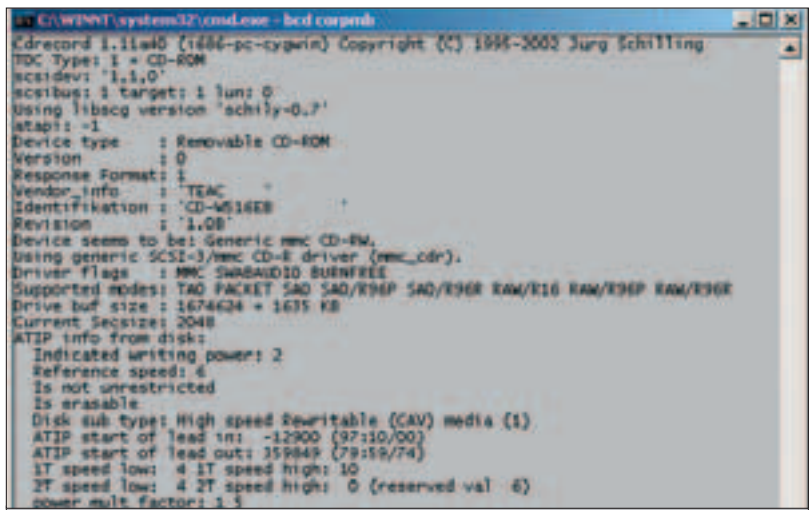 C:\WINNT\system32\cmd.exe - bcd corpmb
Cdrecord 1.11a40 (i686-pc-cygwin) Copyright (C) 1995-2002 Jurg Schilling
TOC Type: 1 = CD-ROM
scsidev: '1,1,0'
scsibus: 1 target: 1 lun: 0
Using libscg version 'schily-0.7'
atapi: -1
Device type    : Removable CD-ROM
Version        : 0
Response Format: 1
Vendor_info    : 'TEAC    '
Identifikation : 'CD-W516EB       '
Revision       : '1.0B'
Device seems to be: Generic mmc CD-RW.
Using generic SCSI-3/mmc CD-R driver (mmc_cdr).
Driver flags   : MMC SWABAUDIO BURNFREE
Supported modes: TAO PACKET SAO SAO/R96P SAO/R96R RAW/R16 RAW/R96P RAW/R96R
Drive buf size : 1674624 = 1635 KB
Current Secsize: 2048
ATIP info from disk:
  Indicated writing power: 2
  Reference speed: 6
  Is not unrestricted
  Is erasable
  Disk sub type: High speed Rewritable (CAV) media (1)
  ATIP start of lead in:  -12900 (97:10/00)
  ATIP start of lead out: 359849 (79:59/74)
  1T speed low:  4 1T speed high: 10
  2T speed low:  4 2T speed high:  0 (reserved val  6)
  power mult factor: 1 5